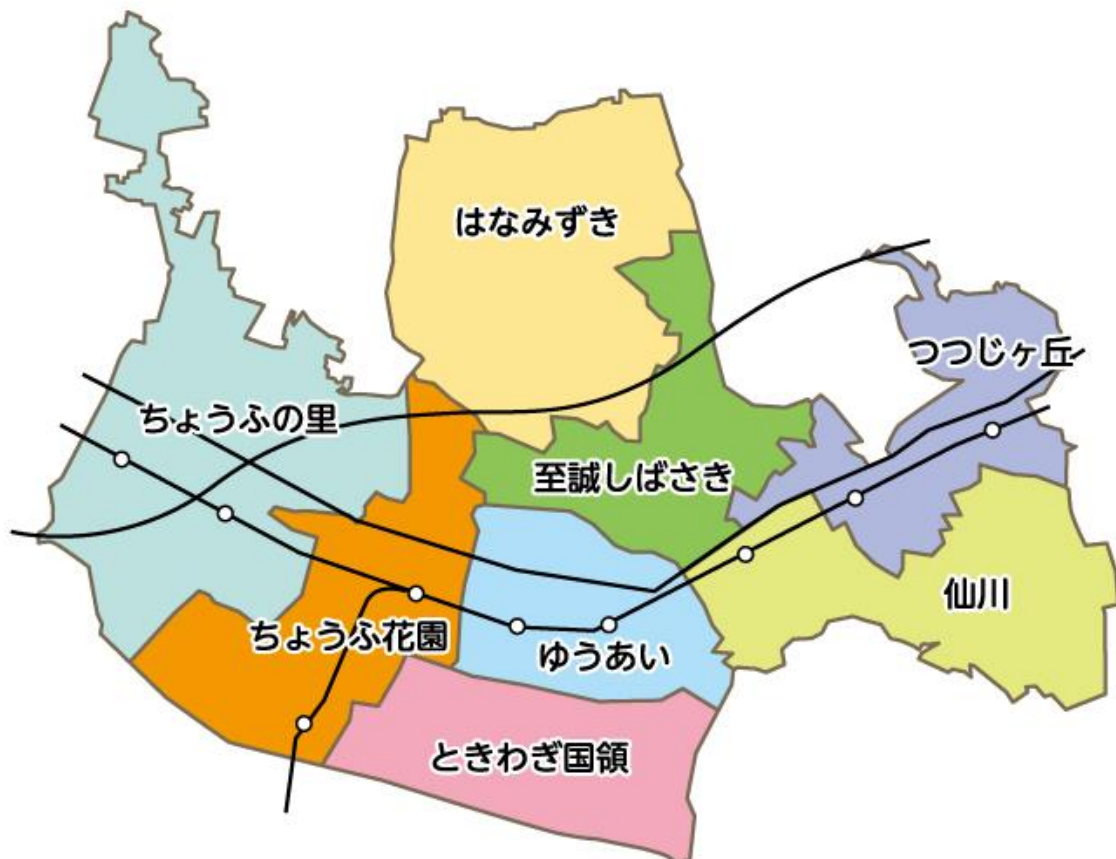 はなみずき
つつじヶ丘
ちょうふの里
至誠しばさき
仙川
ちょうふ花園
ゆうあい
ときわぎ国領